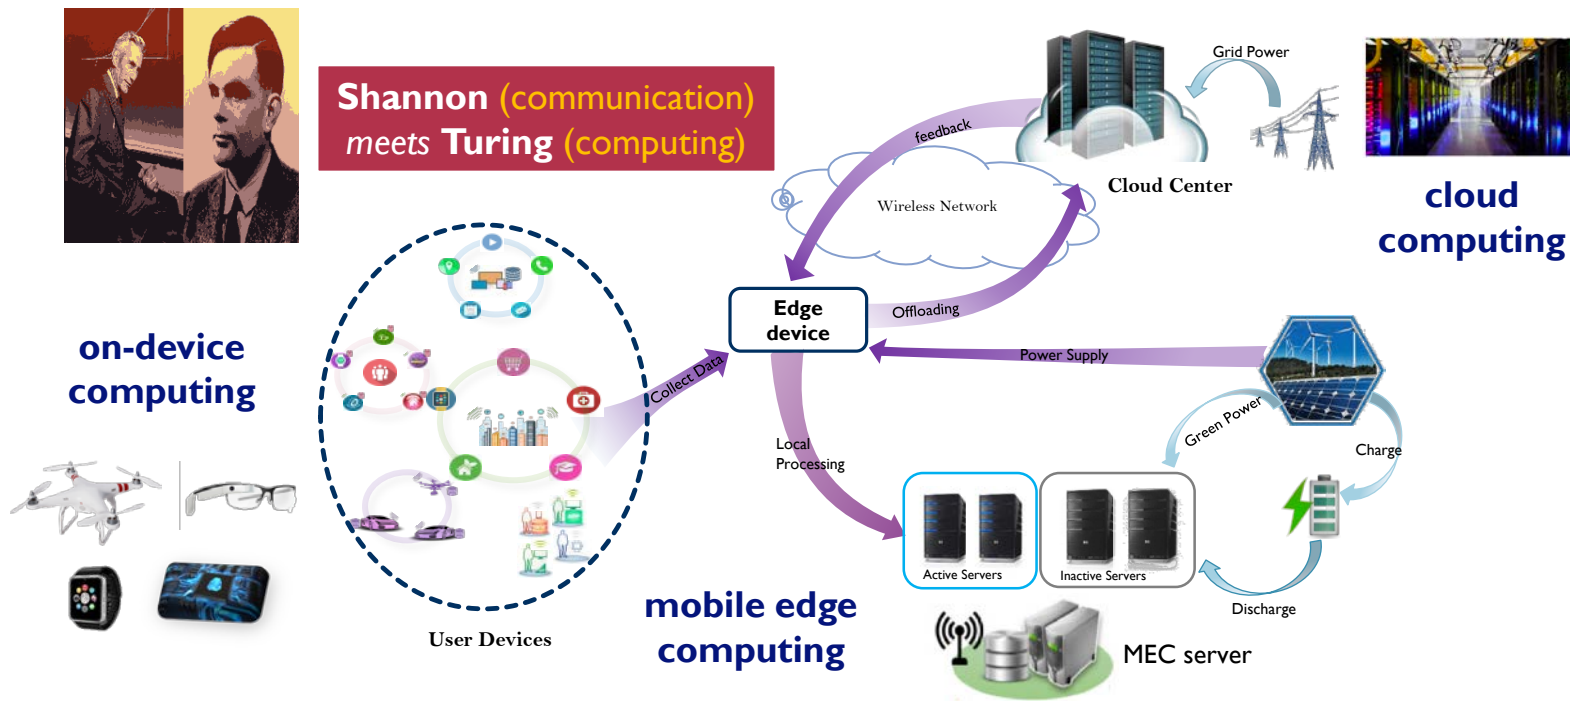 Shannon (communication)
meets Turing (computing)
feedback
Grid Power
Cloud Center
Wireless Network
cloud
computing
Edge
device
Offloading
on-device
computing
Collect Data
Power Supply
Green Power
Charge
Local
Processing
Active Servers
Inactive Servers
Discharge
User Devices
mobile edge
computing
MEC server